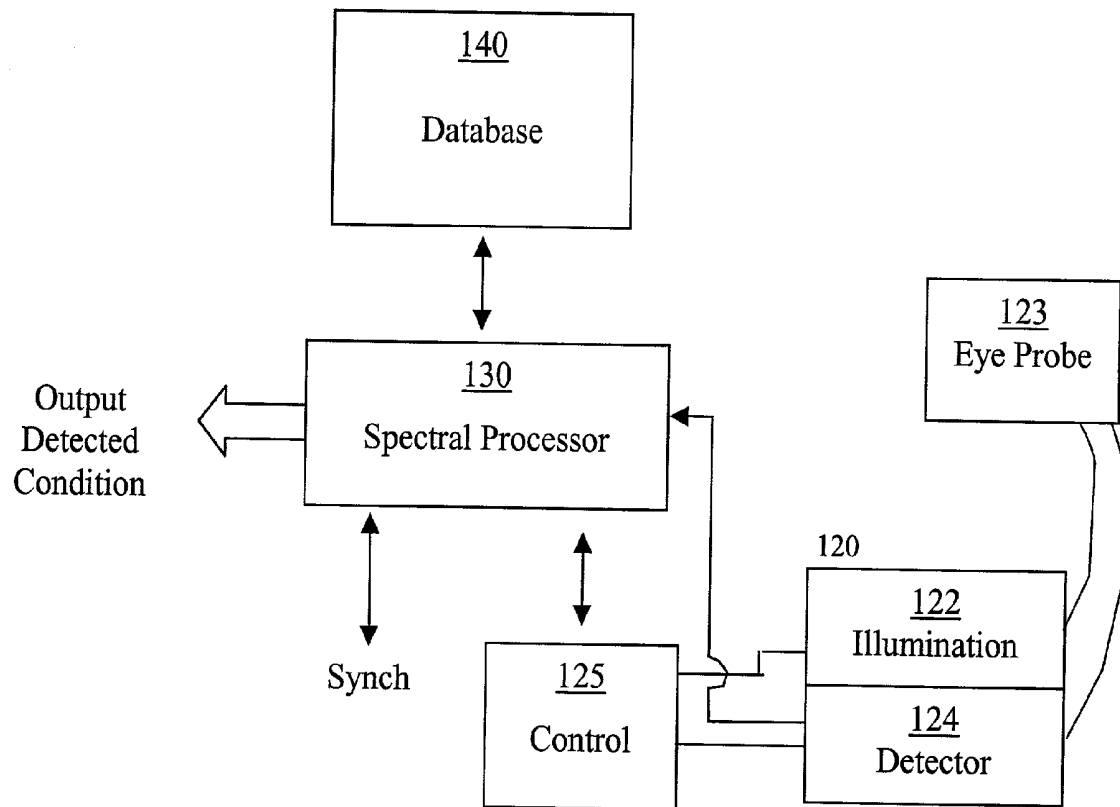 140
Database
123
Eye Probe
130
Spectral Processor
Output
Detected
Condition
120
122
Illumination
Synch
125
Control
124
Detector